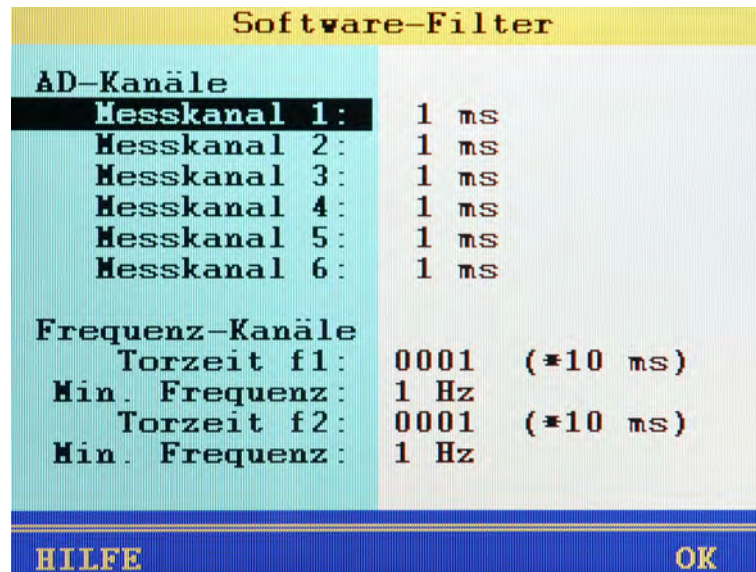 Software-Filter
AD-Kanäle
Messkanal 1: 1 ms
Messkanal 2: 1 ms
Messkanal 3: 1 ms
Messkanal 4: 1 ms
Messkanal 5: 1 ms
Messkanal 6: 1 ms
Frequenz-Kanäle
Torzeit f1: 0001 (*10 ms)
Min. Frequenz: 1 Hz
Torzeit f2: 0001 (*10 ms)
Min. Frequenz: 1 Hz
HILFE OK